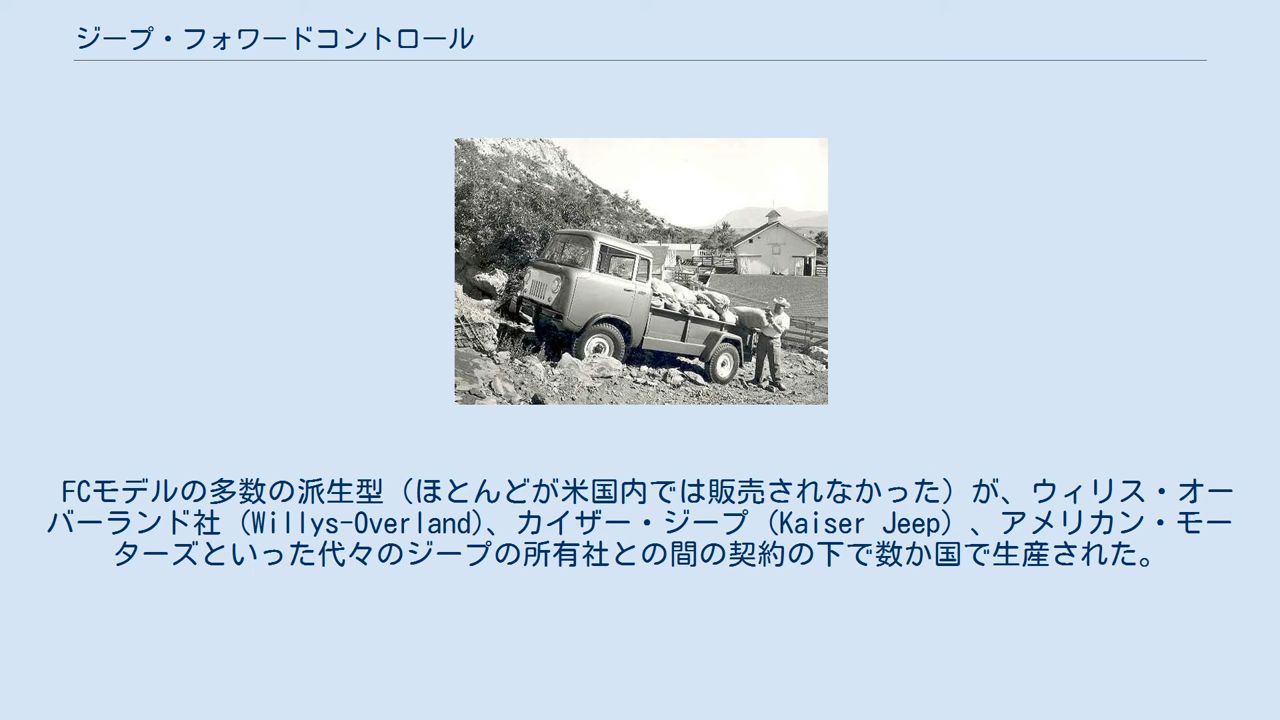 ジープ・フォワードコントロール
FCモデルの多数の派生型（ほとんどが米国内では販売されなかった）が、ウィリス・オー
バーランド社（Willys-Overland）、カイザー・ジープ（Kaiser Jeep）、アメリカン・モー
ターズといった代々のジープの所有社との間の契約の下で数か国で生産された。